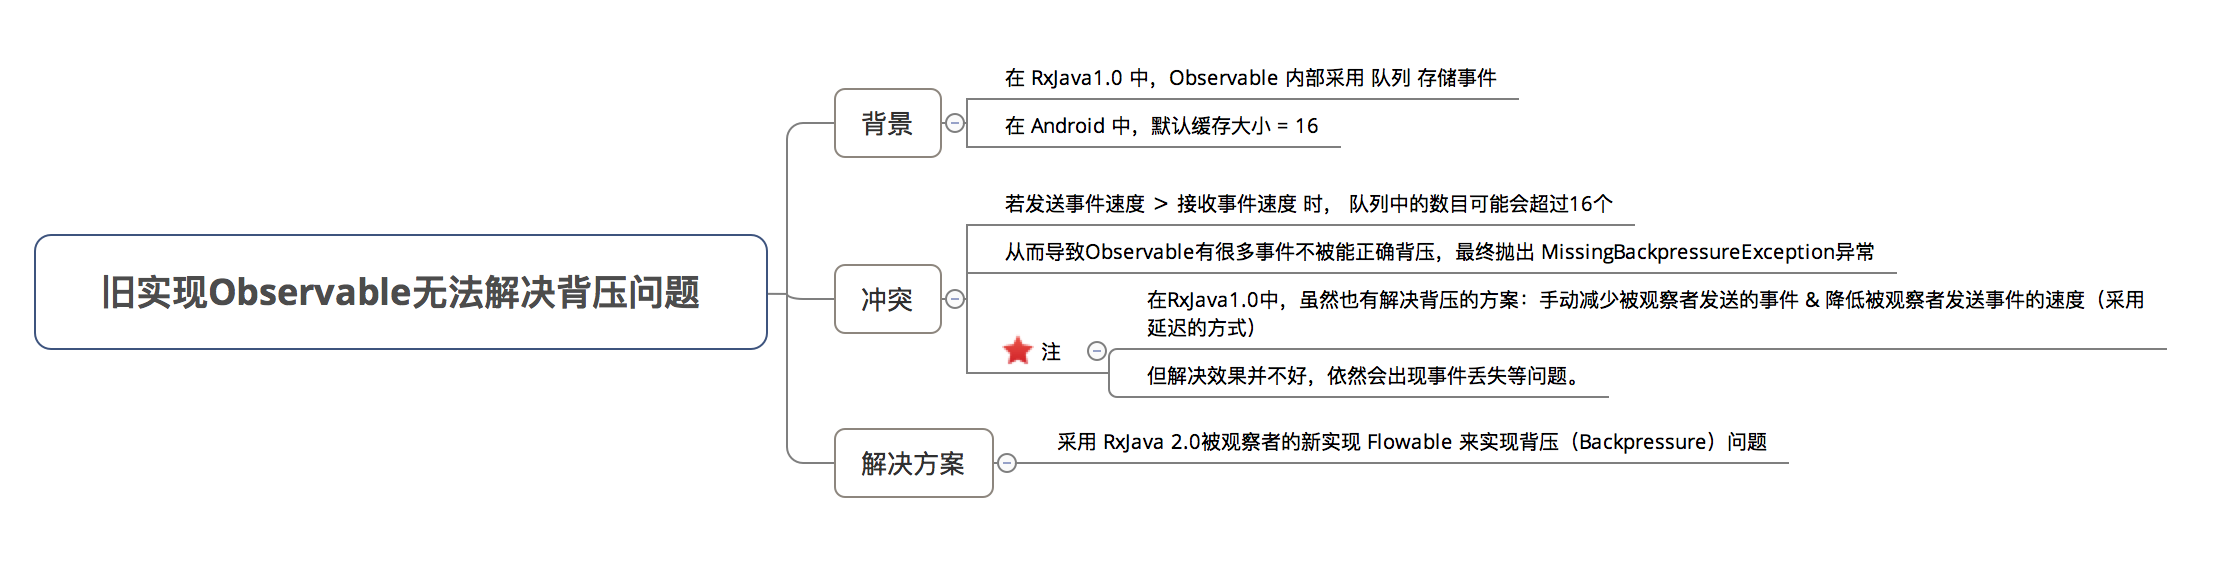 旧实现Observable无法解决背压问题
背景
在 RxJava1.0 中，Observable 内部采用 队列 存储事件
在 Android 中，默认缓存大小 = 16
冲突
若发送事件速度 ＞ 接收事件速度 时， 队列中的数目可能会超过16个
从而导致Observable有很多事件不被能正确背压，最终抛出 MissingBackpressureException异常
注
在RxJava1.0中，虽然也有解决背压的方案：手动减少被观察者发送的事件 & 降低被观察者发送事件的速度（采用
延迟的方式）
但解决效果并不好，依然会出现事件丢失等问题。
解决方案
采用 RxJava 2.0被观察者的新实现 Flowable 来实现背压（Backpressure）问题